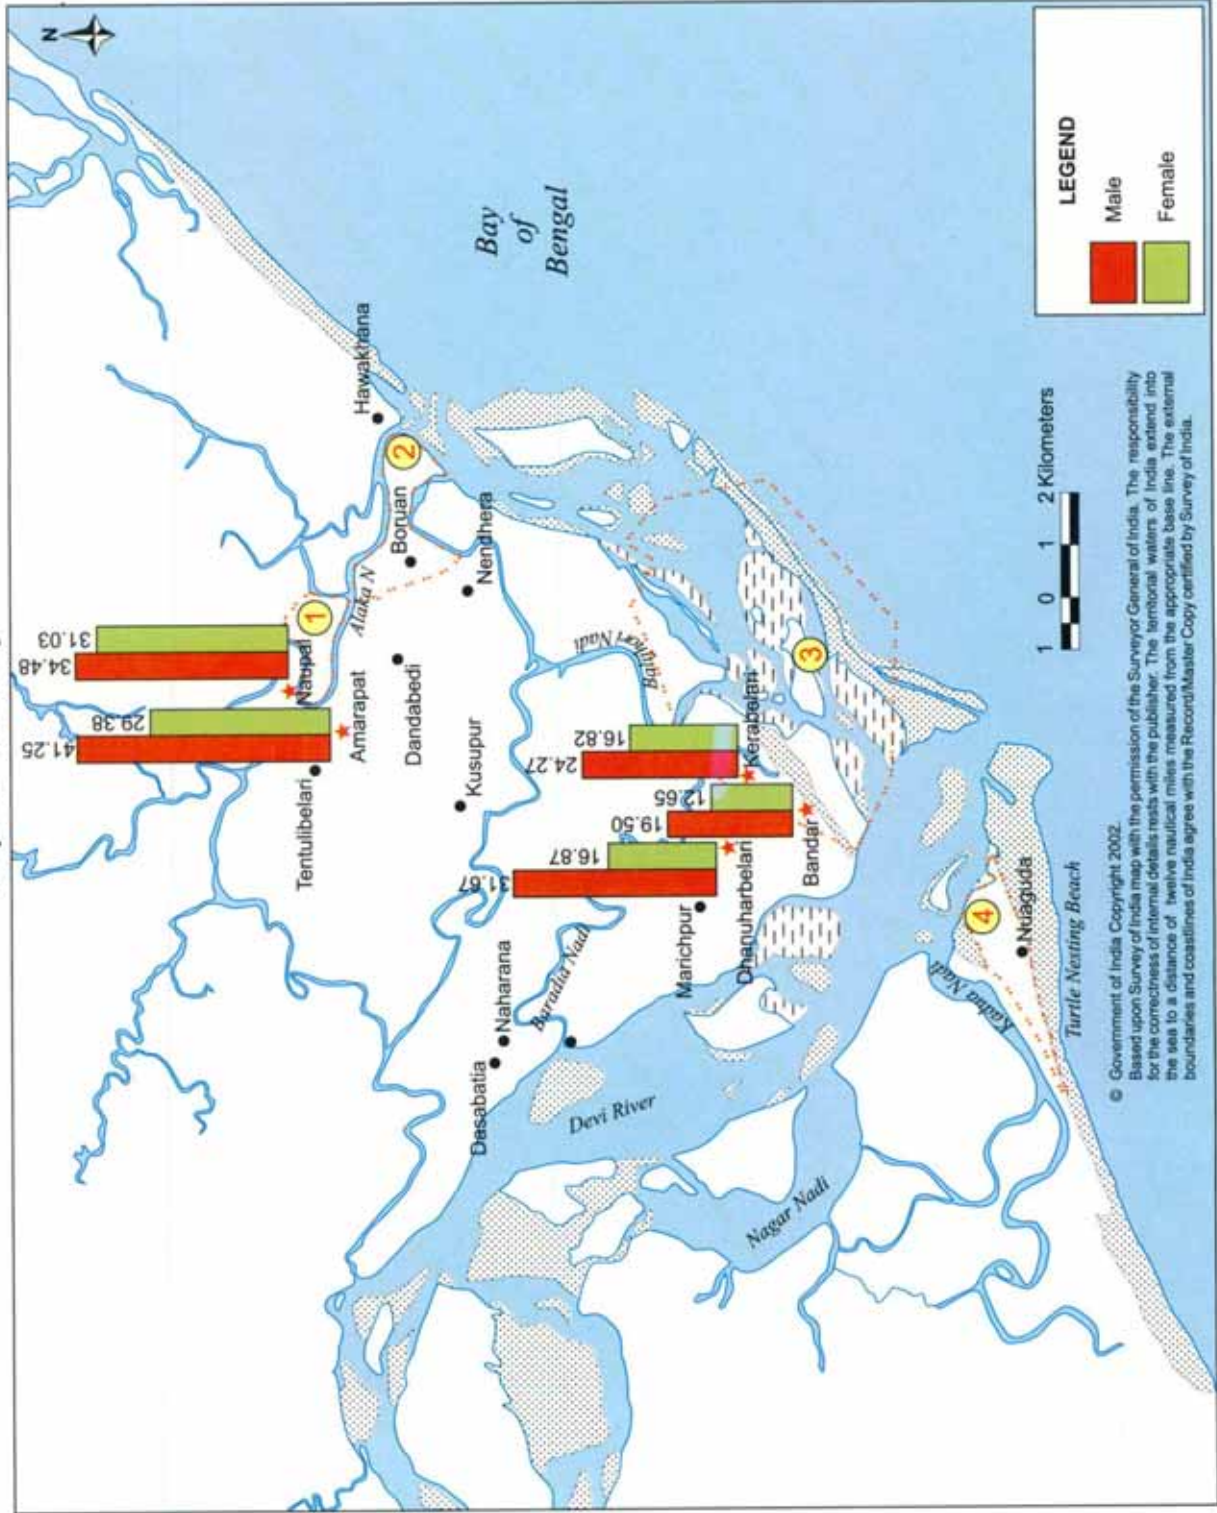 N
Bay
of
Bengal
Hawakhana
2
Boruan
Nendhera
Alaka N
1
31.03
34.48
Naupal
29.38
41.25
Amarapat
Tentulibelari
Dandabedi
Kusupur
16.82
24.27
Kerabelari
12.65
19.50
Bandar
16.87
31.67
Dhanuharbelari
Marichpur
3
Baradia Nadi
Naharana
Dasabatia
Devi River
Nagar Nadi
Kadua Nadi
4
Nuaguda
Turtle Nesting Beach
1 0 1 2 Kilometers
LEGEND
Male
Female
© Government of India Copyright 2002.
Based upon Survey of India map with the permission of the Surveyor General of India. The responsibility
for the correctness of internal details rests with the publisher. The territorial waters of India extend into
the sea to a distance of twelve nautical miles measured from the appropriate base line. The external
boundaries and coastlines of India agree with the Record/Master Copy certified by Survey of India.